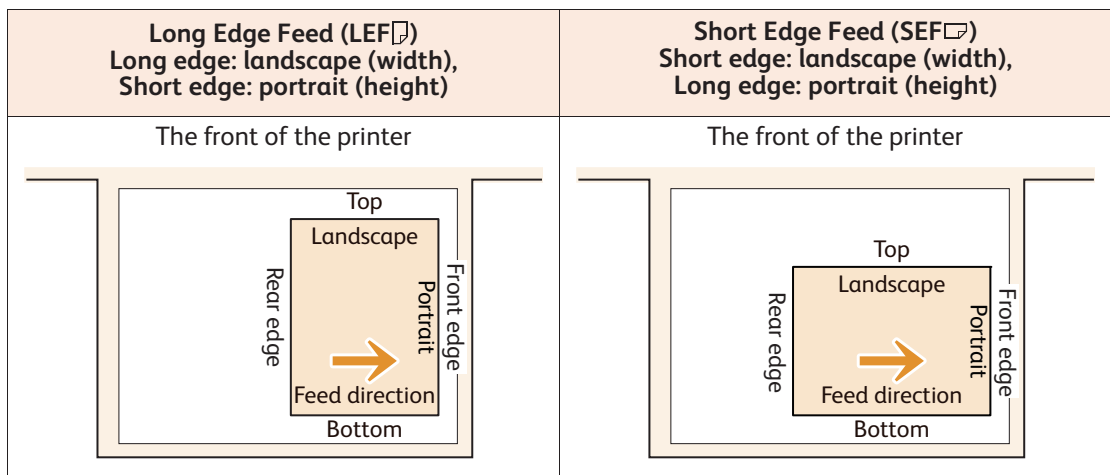 Long Edge Feed (LEF)
Long edge: landscape (width),
Short edge: portrait (height)
The front of the printer
Top
Landscape
Rear edge
Portrait
Front edge
Feed direction
Bottom
Short Edge Feed (SEF)
Short edge: landscape (width),
Long edge: portrait (height)
The front of the printer
Top
Landscape
Rear edge
Portrait
Front edge
Feed direction
Bottom